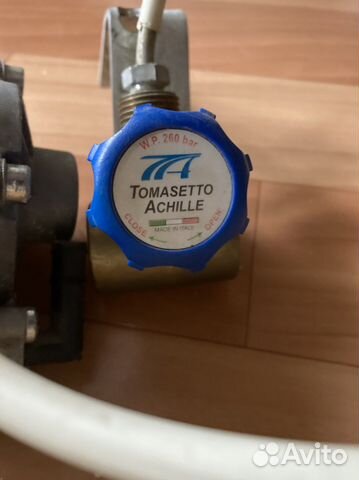 W.P. 260 bar
TA
TOMASETTO
ACHILLE
MADE IN ITALY
CLOSE
OPEN
Avito